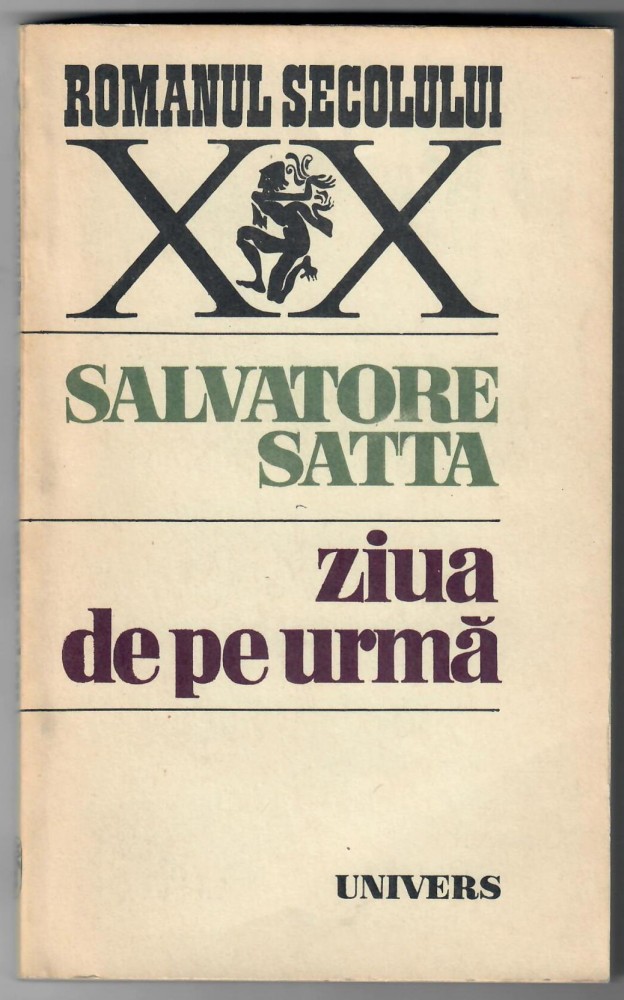 ROMANUL SECOLULUI
XX
SALVATORE
SATTA
ziua
de pe urmă
UNIVERS